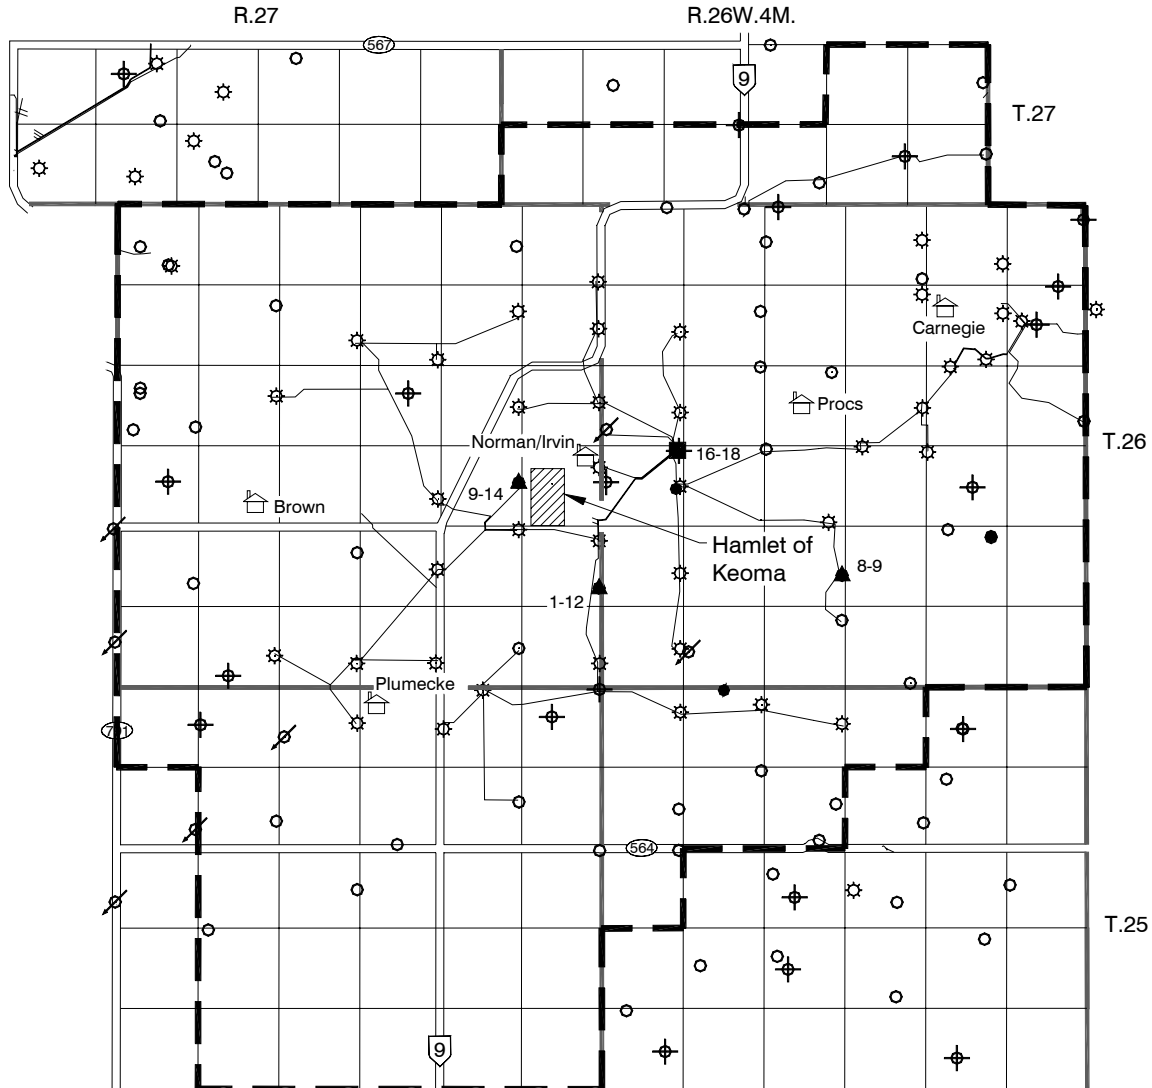 R.27
R.26W.4M.
567
9
T.27
Carnegie
Procs
T.26
Norman/Irvin
16-18
9-14
Brown
Hamlet of
Keoma
8-9
1-12
Plumecke
564
T.25
9